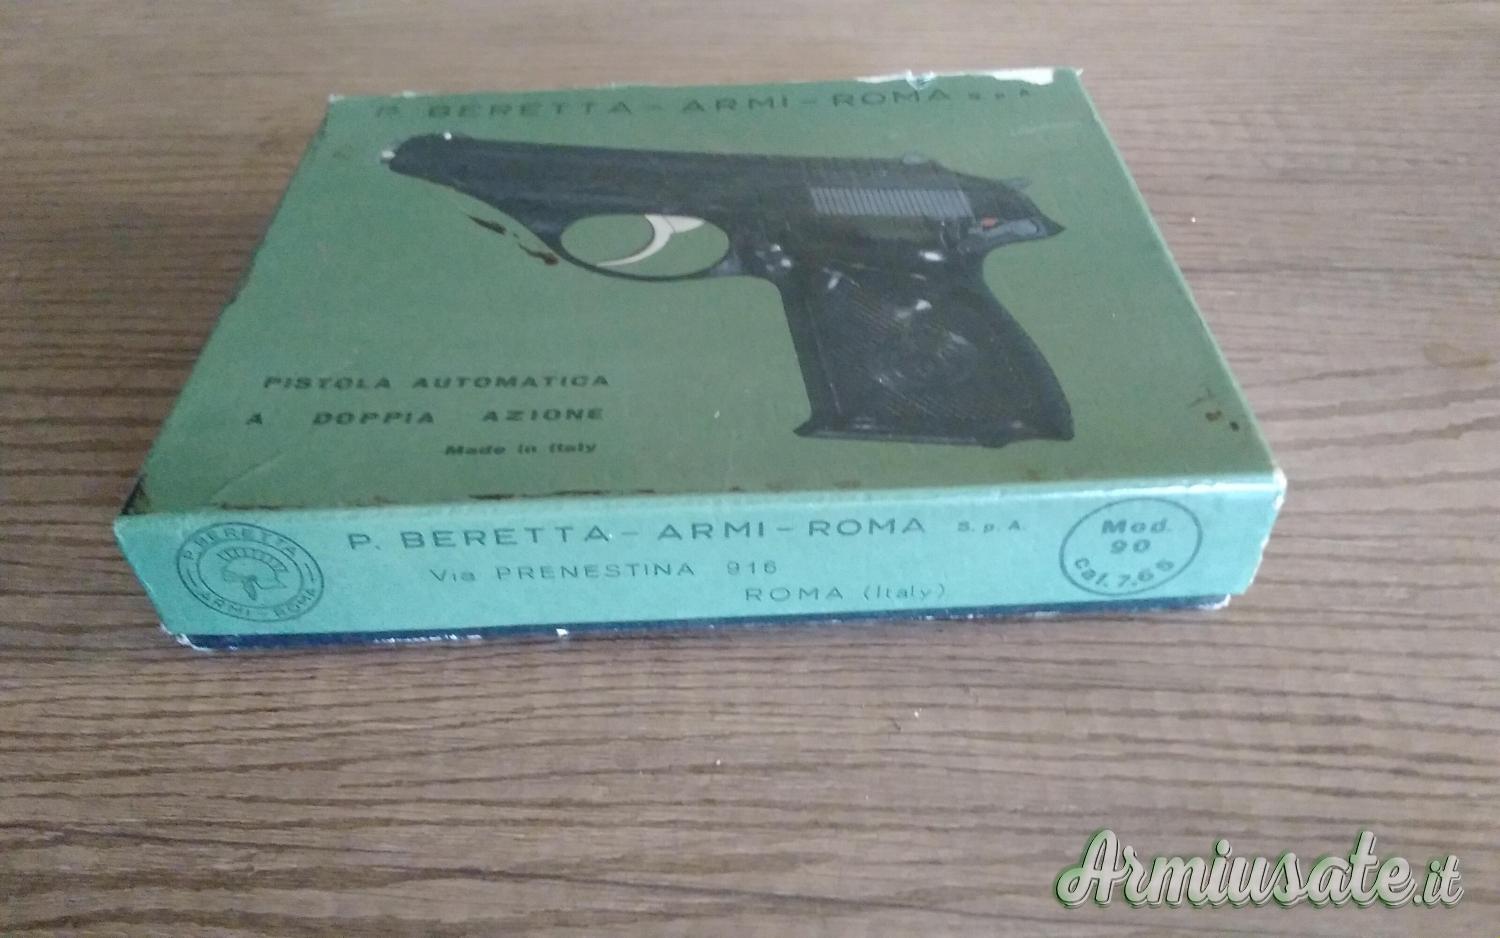 P. BERETTA - ARMI - ROMA S.p.A.
PISTOLA AUTOMATICA
A DOPPIA AZIONE
Made in Italy
P. BERETTA
ARMI - ROMA
P. BERETTA - ARMI - ROMA S.p.A.
Via PRENESTINA 916
ROMA (Italy)
Mod.
90
Cal. 7.65
Armiusate.it